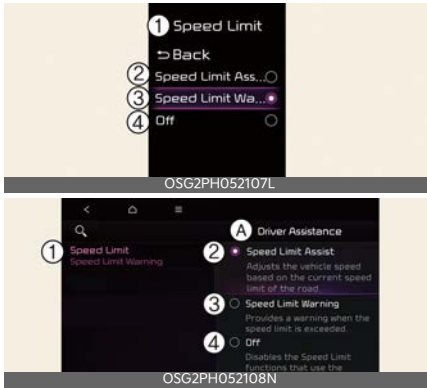 ① Speed Limit
⮌ Back
② Speed Limit Ass...
③ Speed Limit Wa...
④ Off
OSG2PH052107L
Ⓐ Driver Assistance
① Speed Limit
Speed Limit Warning
② Speed Limit Assist
Adjusts the vehicle speed
based on the current speed
limit of the road.
③ Speed Limit Warning
Provides a warning when the
speed limit is exceeded.
④ Off
Disables the Speed Limit
functions that use the
OSG2PH052108N